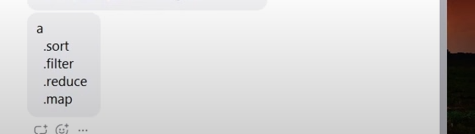 a
.sort
.filter
.reduce
.map